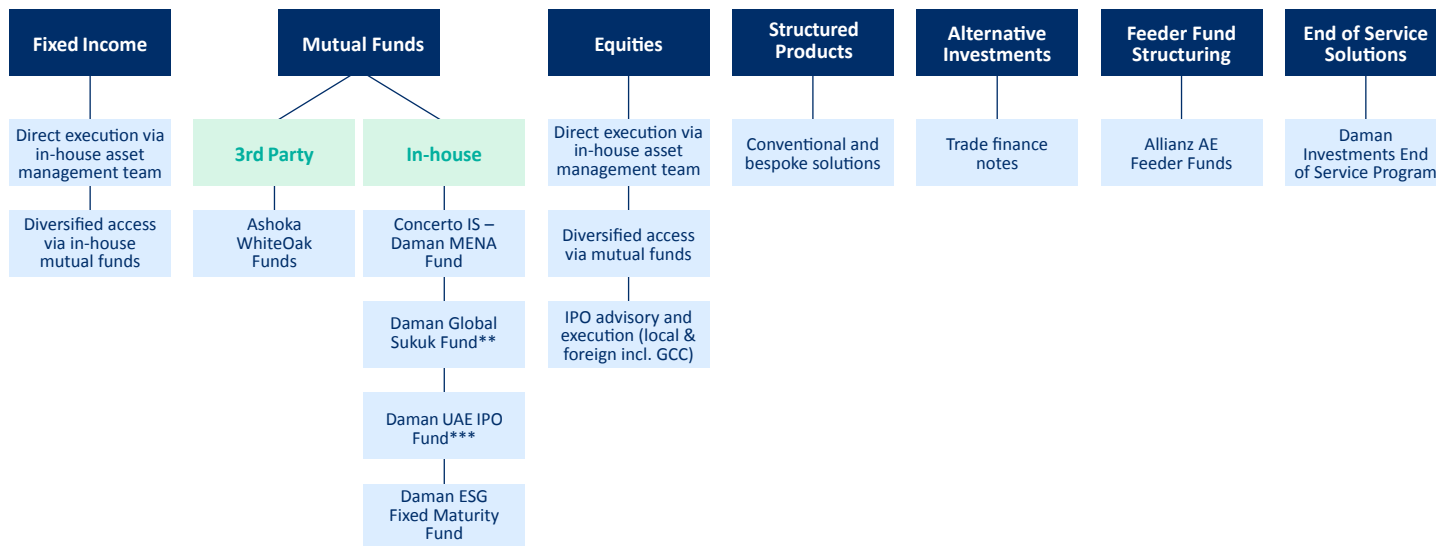 Fixed Income
Direct execution via
in-house asset
management team
Diversified access
via in-house
mutual funds
Mutual Funds
3rd Party
Ashoka
WhiteOak
Funds
In-house
Concerto IS –
Daman MENA
Fund
Daman Global
Sukuk Fund**
Daman UAE IPO
Fund***
Daman ESG
Fixed Maturity
Fund
Equities
Direct execution via
in-house asset
management team
Diversified access
via mutual funds
IPO advisory and
execution (local &
foreign incl. GCC)
Structured
Products
Conventional and
bespoke solutions
Alternative
Investments
Trade finance
notes
Feeder Fund
Structuring
Allianz AE
Feeder Funds
End of Service
Solutions
Daman
Investments End
of Service Program